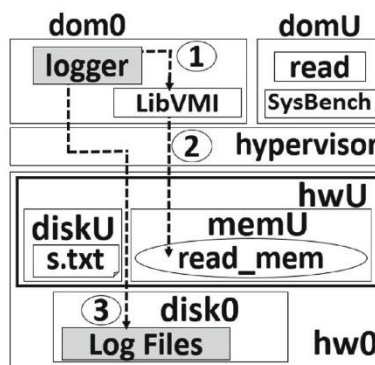 dom0
domU
logger
1
read
LibVMI
SysBench
2
hypervisor
hwU
diskU
memU
s.txt
read_mem
3
disk0
Log Files
hw0